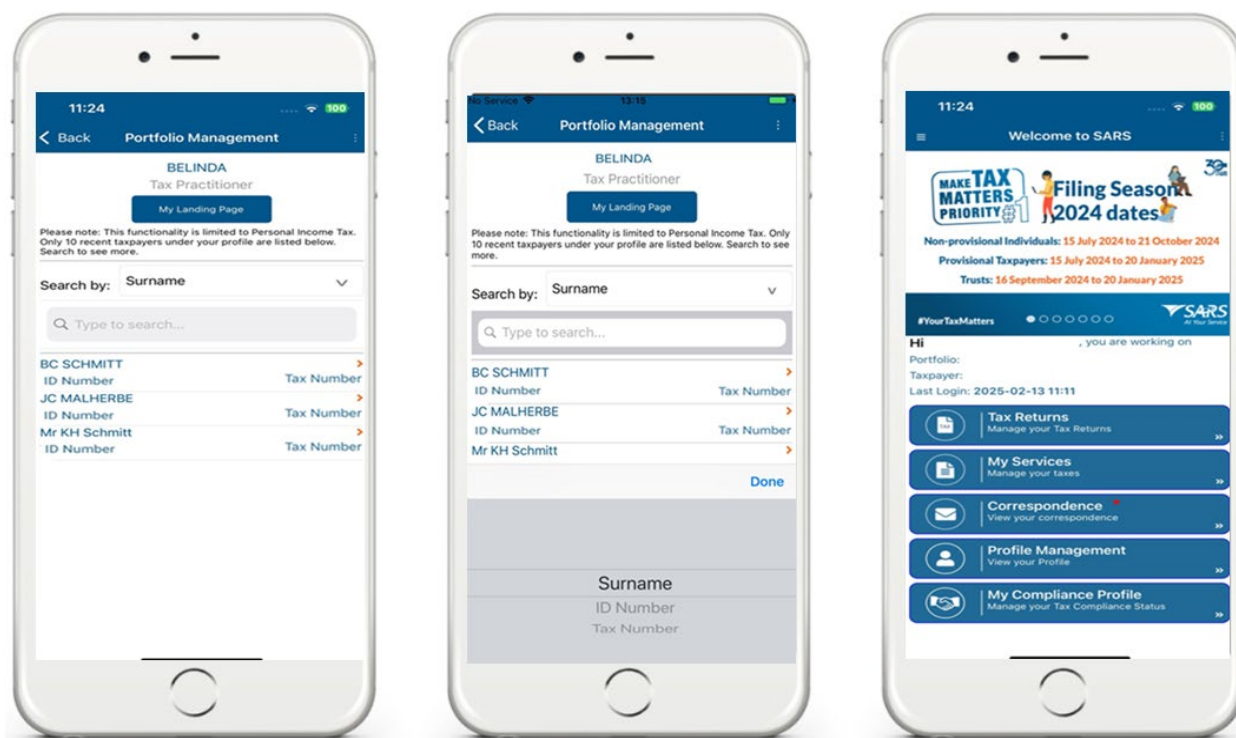 11:24
100
Back
Portfolio Management
BELINDA
Tax Practitioner
My Landing Page
Please note: This functionality is limited to Personal Income Tax.
Only 10 recent taxpayers under your profile are listed below.
Search to see more.
Search by: Surname
Type to search...
BC SCHMITT
ID Number Tax Number
JC MALHERBE
ID Number Tax Number
Mr KH Schmitt
ID Number Tax Number
No Service 13:15
Back
Portfolio Management
BELINDA
Tax Practitioner
My Landing Page
Please note: This functionality is limited to Personal Income Tax. Only
10 recent taxpayers under your profile are listed below. Search to see
more.
Search by: Surname
Type to search...
BC SCHMITT
ID Number Tax Number
JC MALHERBE
ID Number Tax Number
Mr KH Schmitt
Done
Surname
ID Number
Tax Number
11:24
100
Welcome to SARS
MAKE TAX
MATTERS
PRIORITY #1
Filing Season
2024 dates
Non-provisional Individuals: 15 July 2024 to 21 October 2024
Provisional Taxpayers: 15 July 2024 to 20 January 2025
Trusts: 16 September 2024 to 20 January 2025
#YourTaxMatters
SARS
At Your Service
Hi , you are working on
Portfolio:
Taxpayer:
Last Login: 2025-02-13 11:11
Tax Returns
Manage your Tax Returns
My Services
Manage your taxes
Correspondence
View your correspondence
Profile Management
View your Profile
My Compliance Profile
Manage your Tax Compliance Status